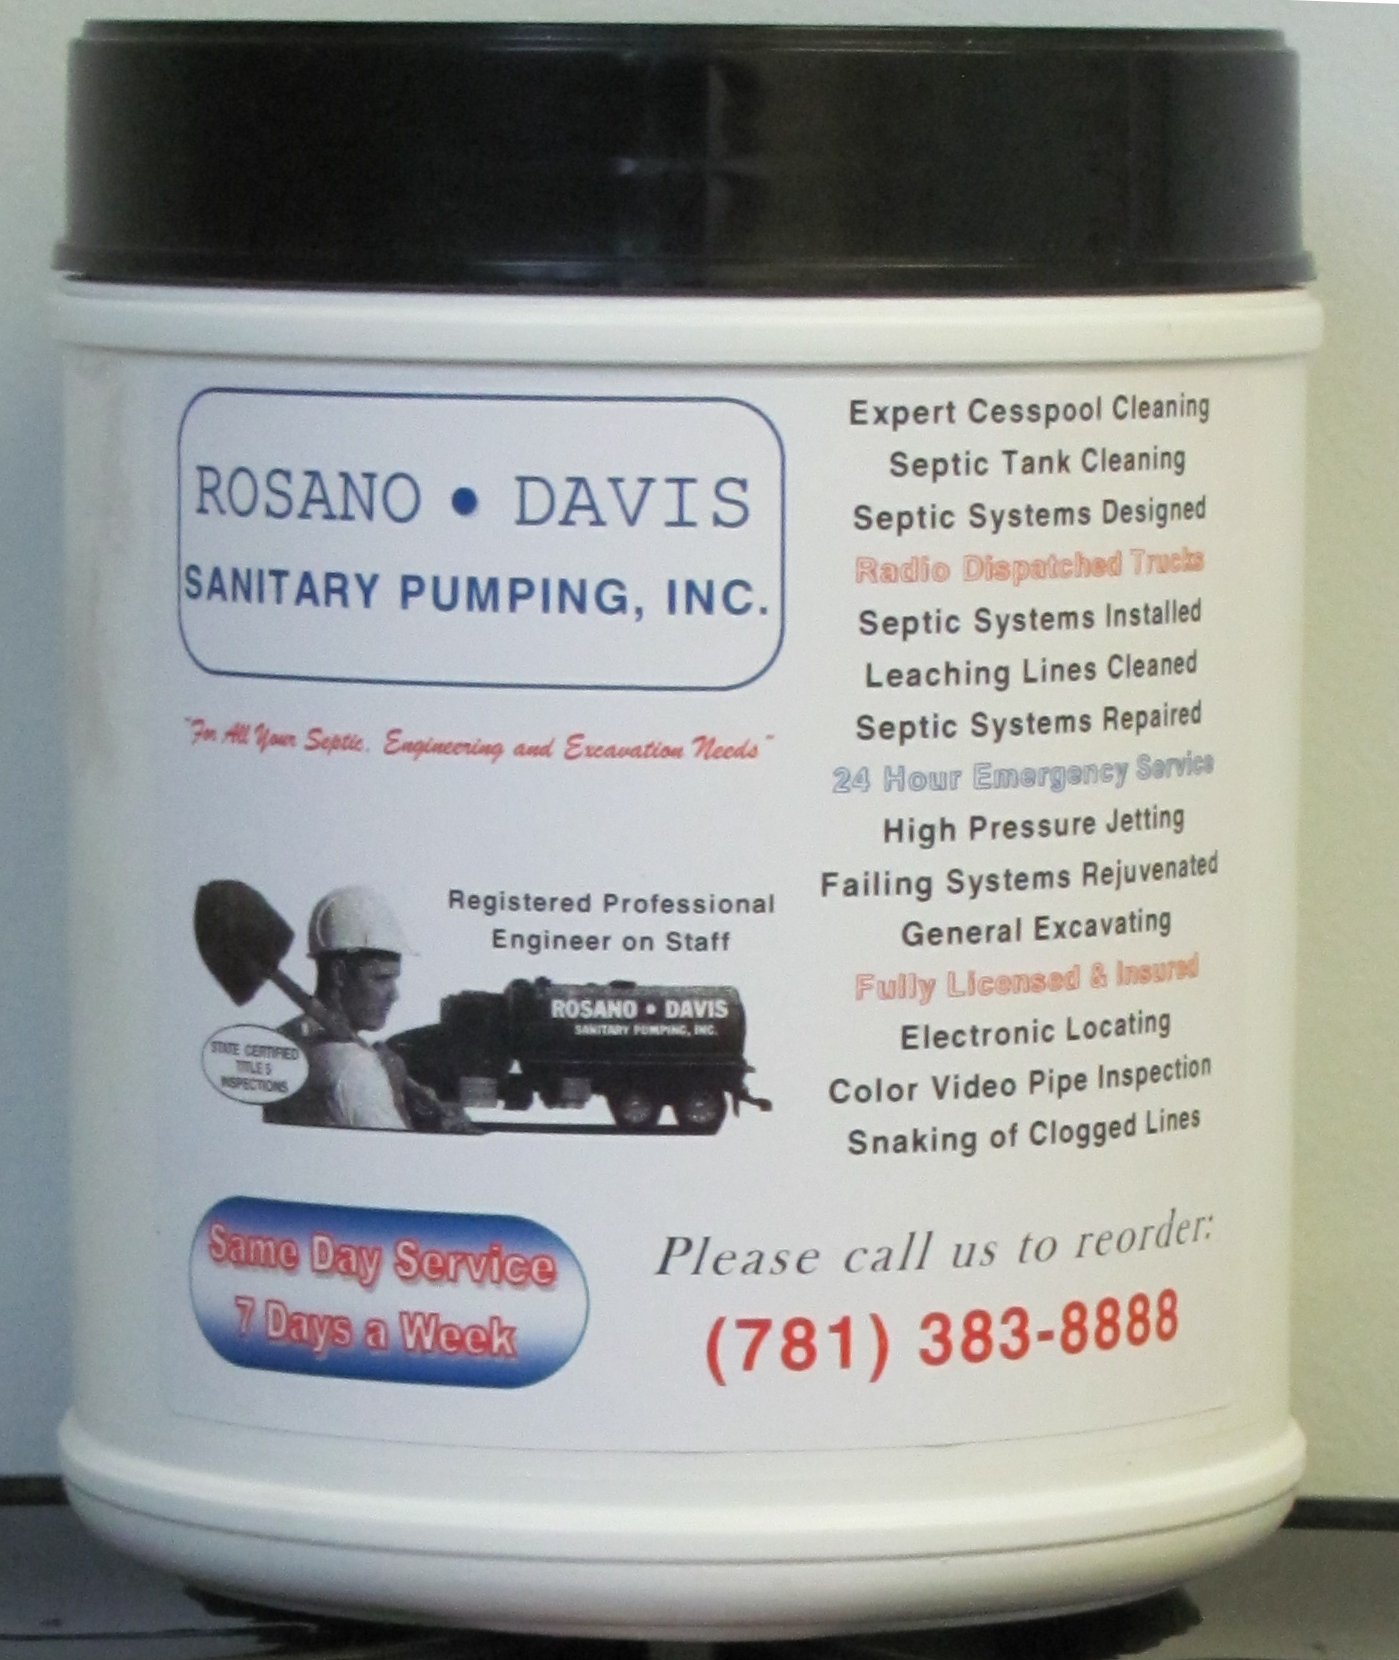 ROSANO • DAVIS
SANITARY PUMPING, INC.
"For All Your Septic, Engineering and Excavation Needs"
Registered Professional
Engineer on Staff
ROSANO • DAVIS
SANITARY PUMPING, INC.
STATE CERTIFIED
TITLE 5
INSPECTIONS
Expert Cesspool Cleaning
Septic Tank Cleaning
Septic Systems Designed
Radio Dispatched Trucks
Septic Systems Installed
Leaching Lines Cleaned
Septic Systems Repaired
24 Hour Emergency Service
High Pressure Jetting
Failing Systems Rejuvenated
General Excavating
Fully Licensed & Insured
Electronic Locating
Color Video Pipe Inspection
Snaking of Clogged Lines
Same Day Service
7 Days a Week
Please call us to reorder:
(781) 383-8888